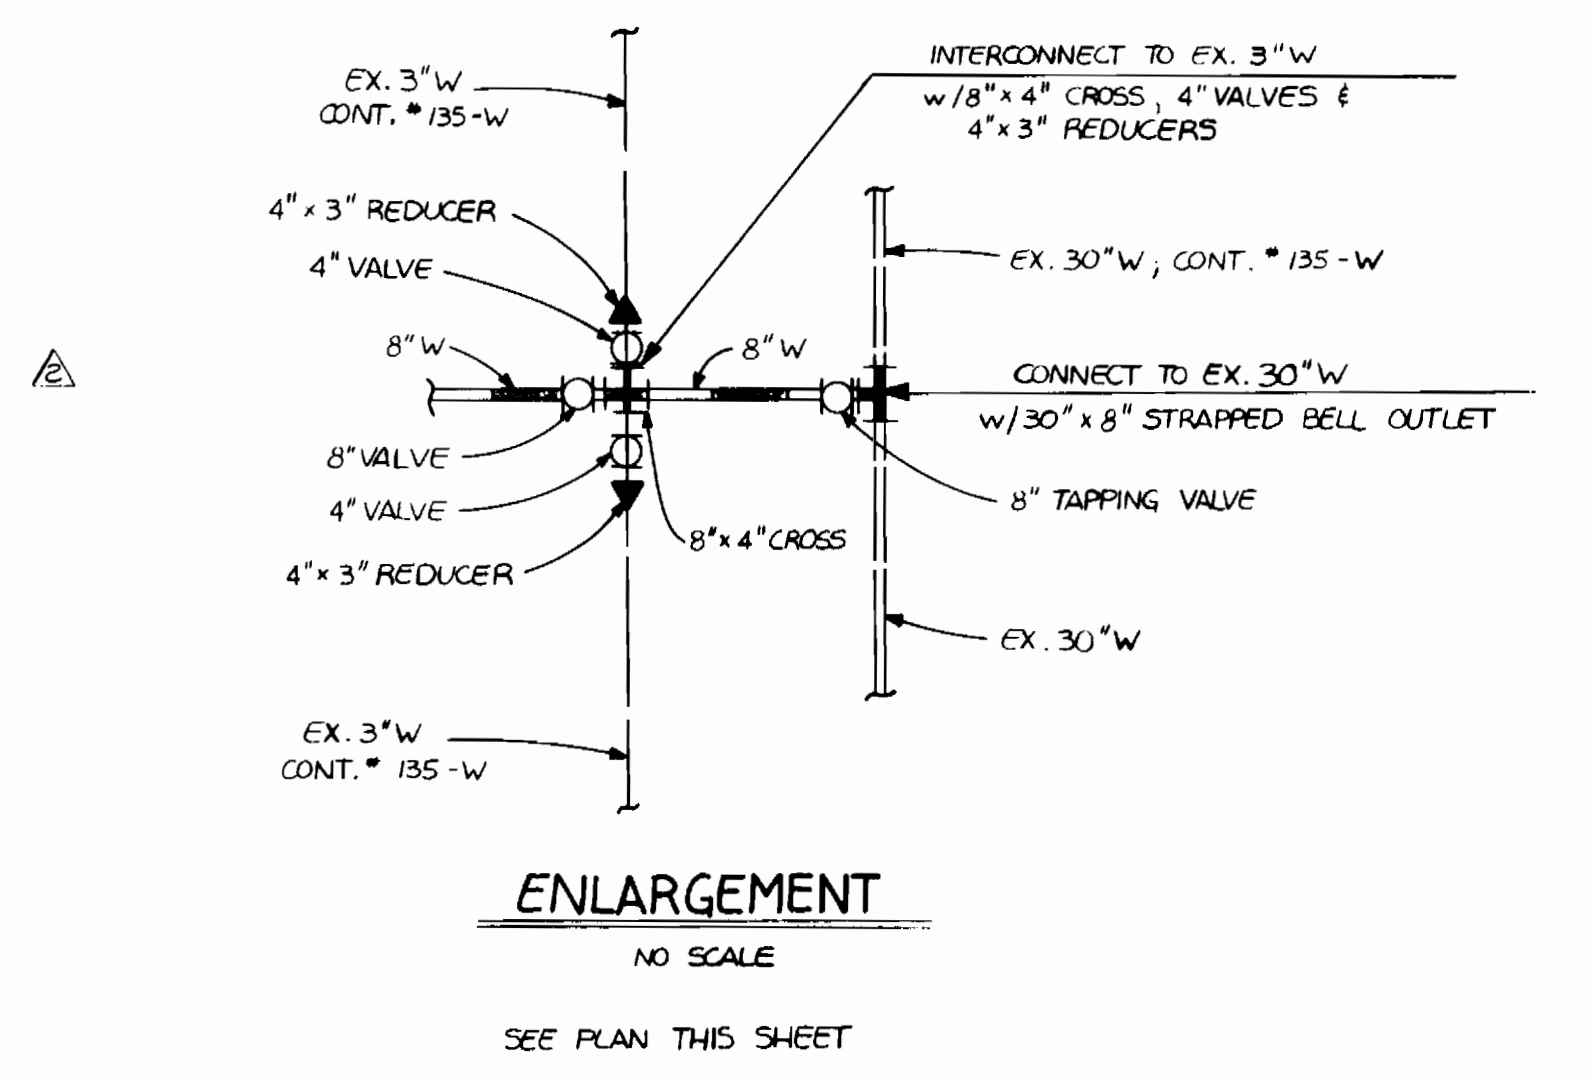 EX. 3"W
CONT. # 135-W
INTERCONNECT TO EX. 3"W
W/8" x 4" CROSS, 4" VALVES &
4" x 3" REDUCERS
4" x 3" REDUCER
4" VALVE
EX. 30"W; CONT. # 135-W
8"W
8"W
2
CONNECT TO EX. 30"W
W/30" x 8" STRAPPED BELL OUTLET
8" VALVE
4" VALVE
8" TAPPING VALVE
8" x 4" CROSS
4" x 3" REDUCER
EX. 30"W
EX. 3"W
CONT. # 135-W
ENLARGEMENT
NO SCALE
SEE PLAN THIS SHEET